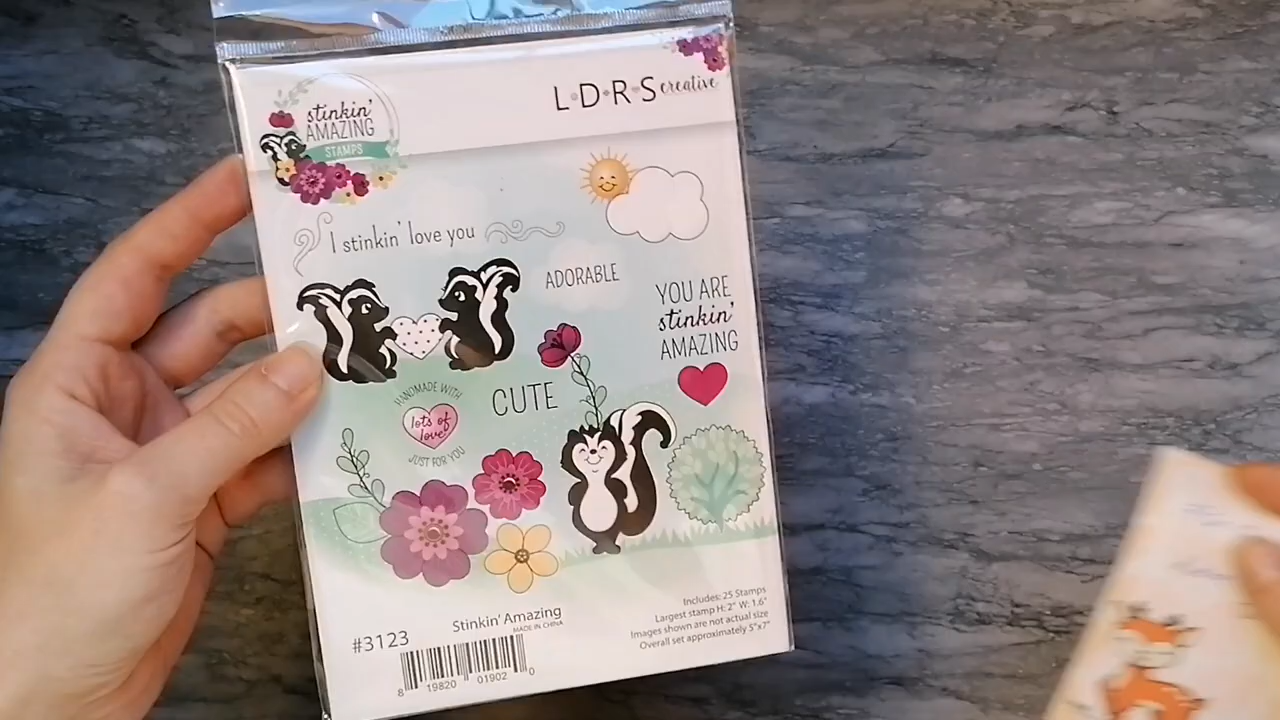 stinkin'
AMAZING
STAMPS
L·D·R·S creative
I stinkin' love you
ADORABLE
YOU ARE
stinkin'
AMAZING
HANDMADE WITH
lots of
love
JUST FOR YOU
CUTE
#3123
Stinkin' Amazing
MADE IN CHINA
8 19820 01902 0
Includes: 25 Stamps
Largest stamp H: 2" W: 1.6"
Images shown are not actual size
Overall set approximately 5"x7"